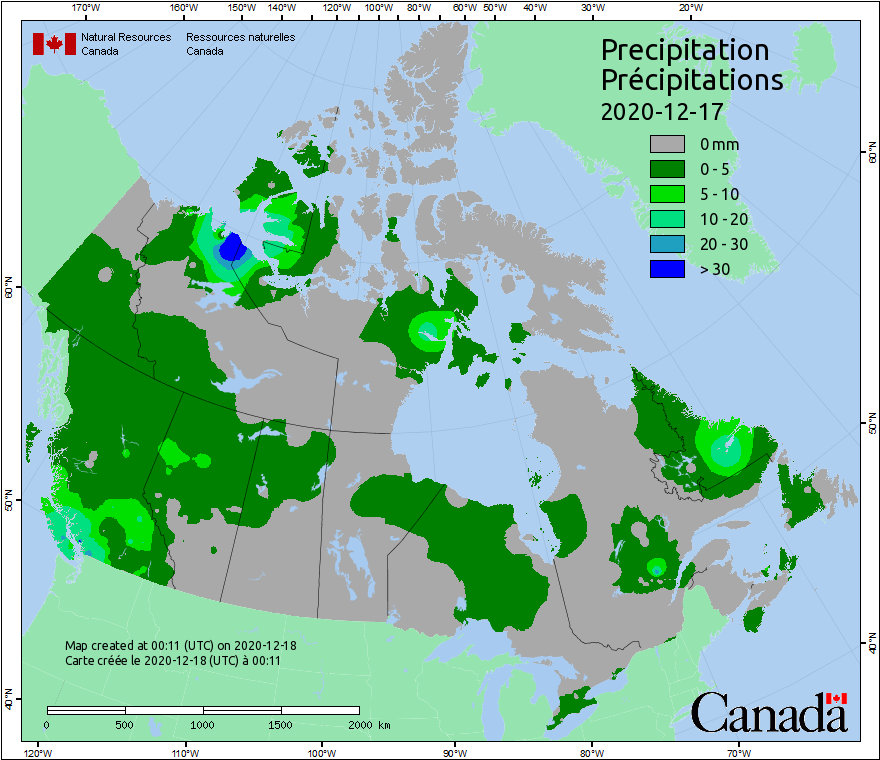 170°W 160°W 150°W 140°W 120°W 100°W 80°W 60°W 50°W 40°W 30°W 20°W
Natural Resources Ressources naturelles
Canada Canada
Precipitation
Précipitations
2020-12-17
0 mm
0 - 5
5 - 10
10 - 20
20 - 30
> 30
60°N
60°N
50°N
50°N
40°N
40°N
Map created at 00:11 (UTC) on 2020-12-18
Carte créée le 2020-12-18 (UTC) à 00:11
0 500 1000 1500 2000 km
Canada
120°W 110°W 100°W 90°W 80°W 70°W